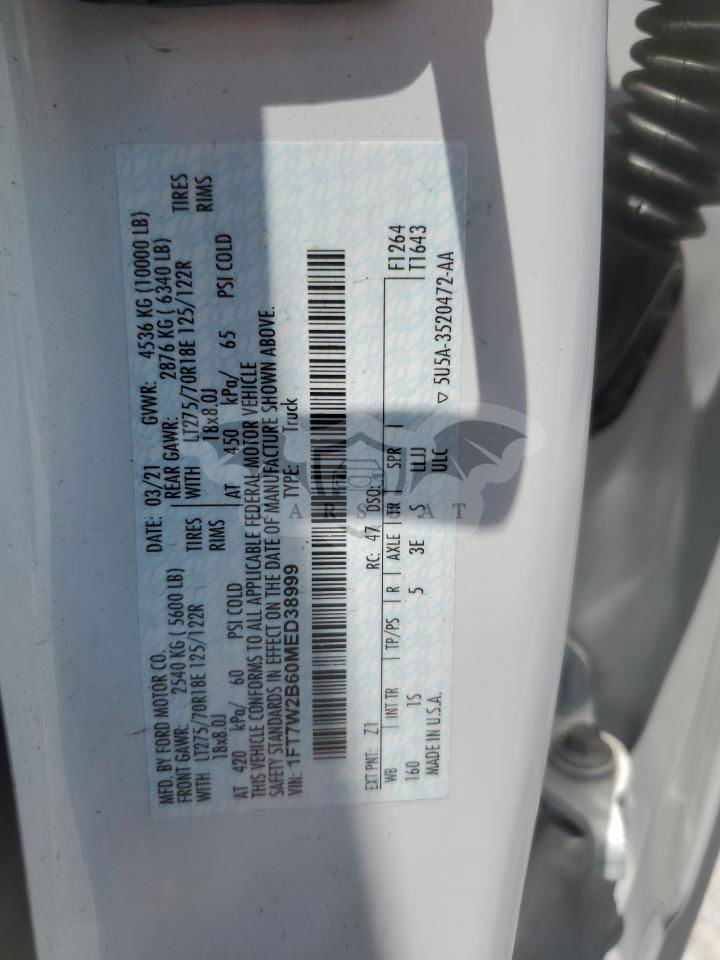 MFD. BY FORD MOTOR CO.
DATE: 03/21 GVWR: 4536 KG (10000 LB)
FRONT GAWR: 2540 KG ( 5600 LB)
REAR GAWR: 2876 KG ( 6340 LB)
WITH LT275/70R18E 125/122R TIRES
WITH LT275/70R18E 125/122R TIRES
18x8.0J RIMS
18x8.0J RIMS
AT 420 kPa/ 60 PSI COLD
AT 450 kPa/ 65 PSI COLD
THIS VEHICLE CONFORMS TO ALL APPLICABLE FEDERAL MOTOR VEHICLE
SAFETY STANDARDS IN EFFECT ON THE DATE OF MANUFACTURE SHOWN ABOVE.
VIN: 1FT7W2B60MED38999
TYPE: Truck
EXT PNT: Z1 RC: 47 DSO:
F1264
WB INT TR TP/PS R AXLE TR SPR
T1643
160 1S 5 3E S LLJJ
MADE IN U.S.A. ULC
▽ 5U5A-3520472-AA
ARSBAT